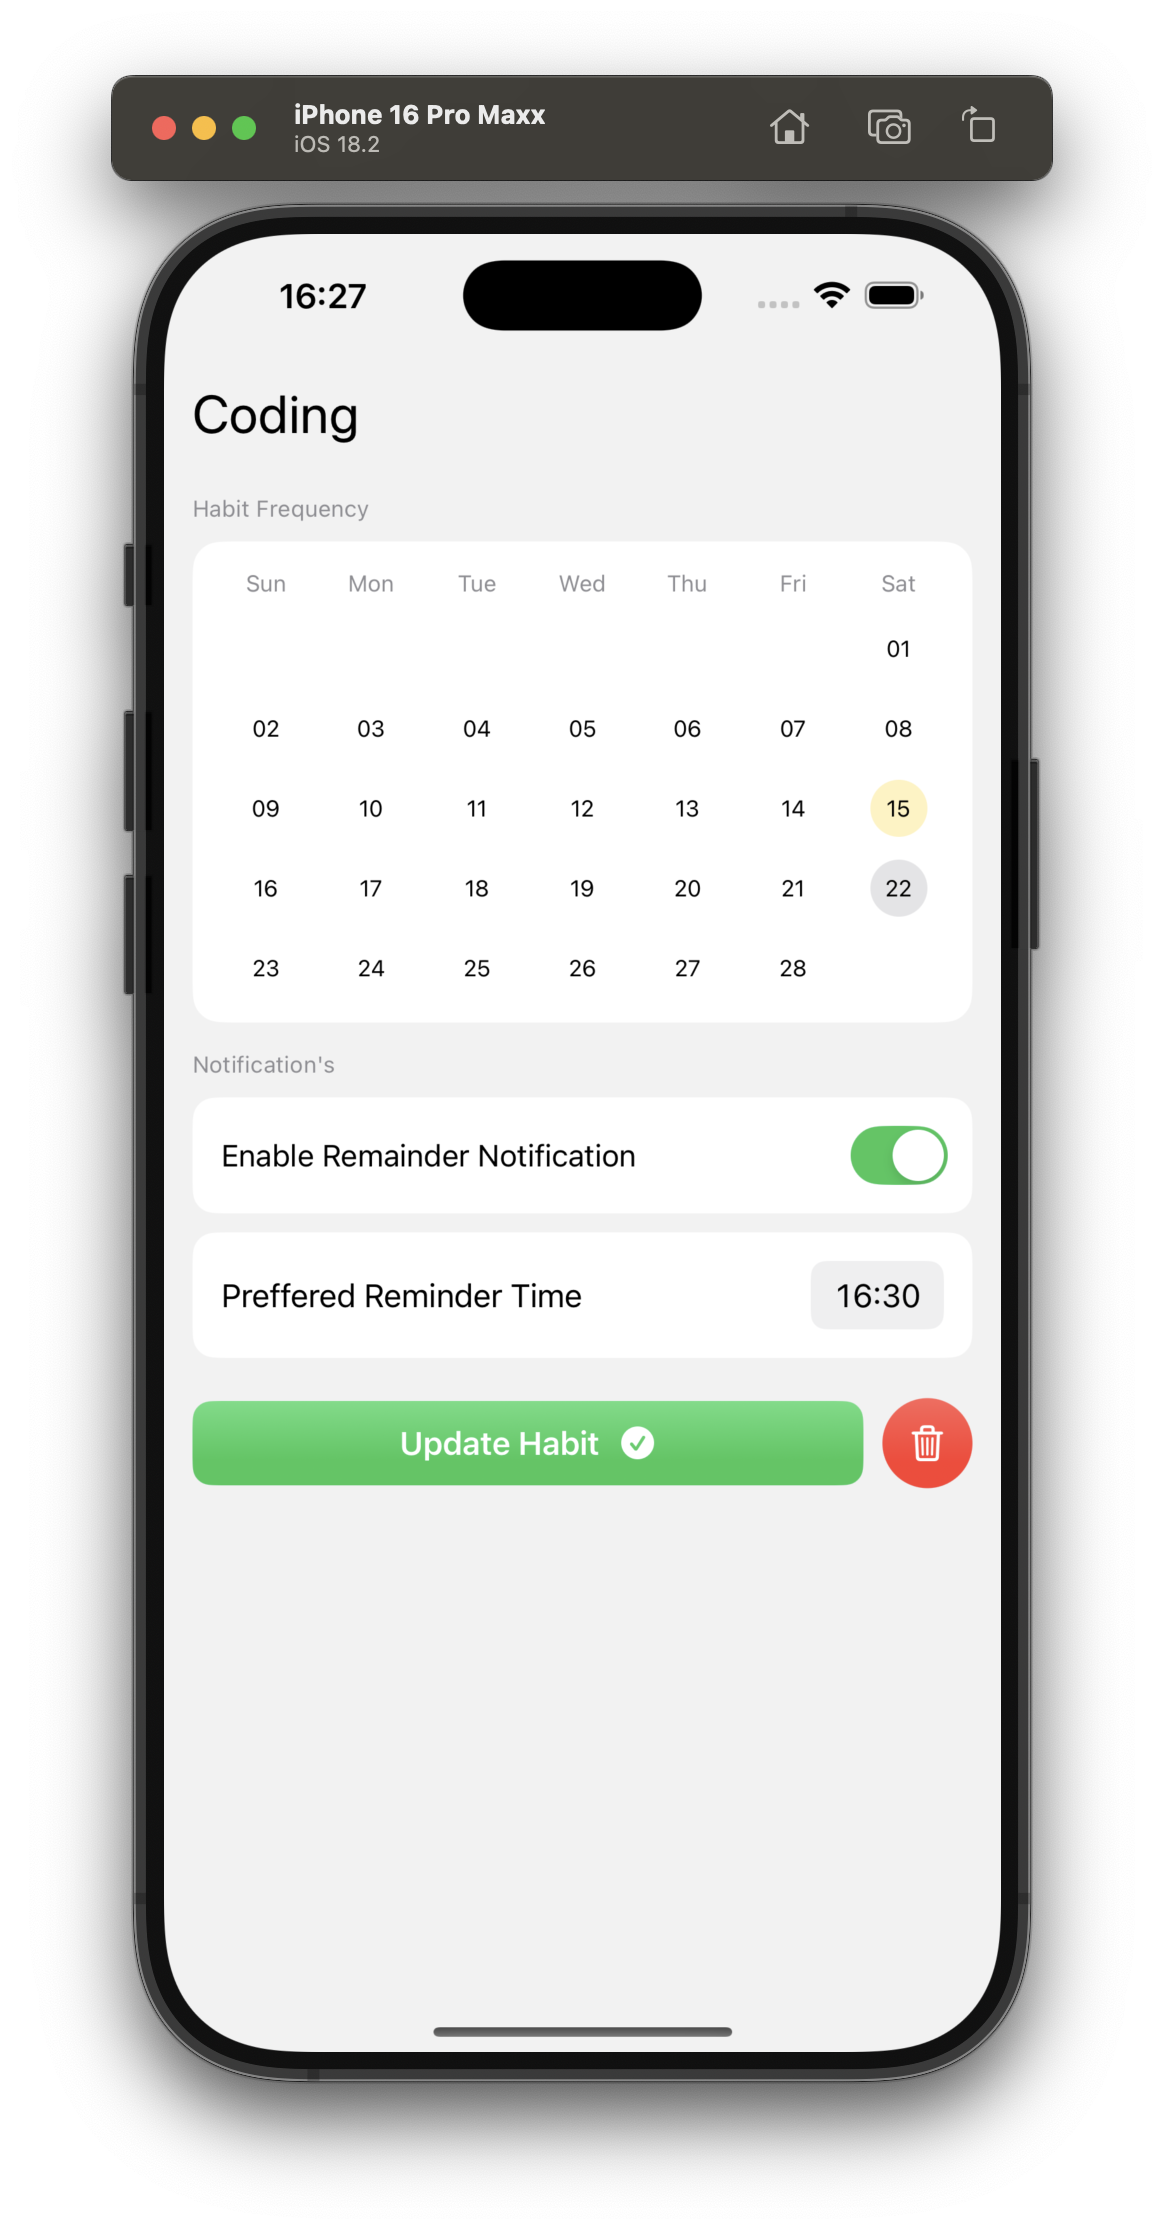 iPhone 16 Pro Maxx
iOS 18.2
16:27
Coding
Habit Frequency
Sun Mon Tue Wed Thu Fri Sat
01
02 03 04 05 06 07 08
09 10 11 12 13 14 15
16 17 18 19 20 21 22
23 24 25 26 27 28
Notification's
Enable Remainder Notification
Preffered Reminder Time 16:30
Update Habit